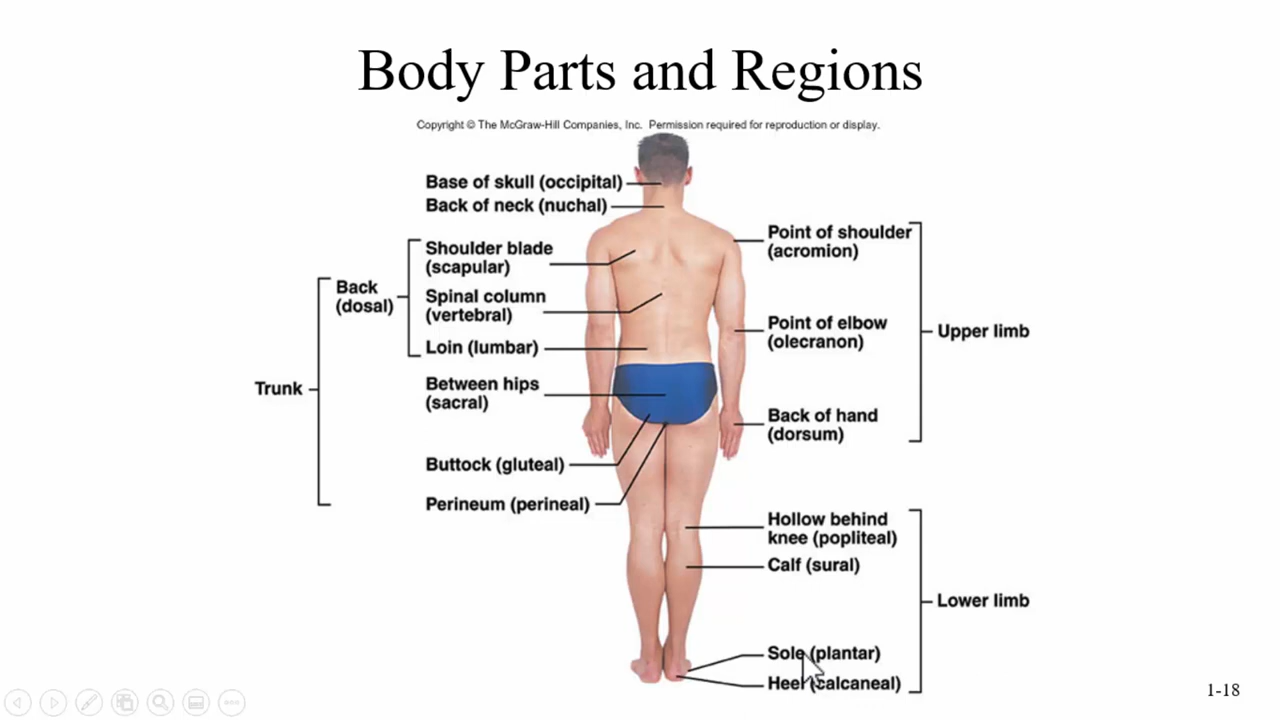 Body Parts and Regions
Copyright © The McGraw-Hill Companies, Inc. Permission required for reproduction or display.
Base of skull (occipital)
Back of neck (nuchal)
Shoulder blade
(scapular)
Spinal column
(vertebral)
Loin (lumbar)
Back
(dosal)
Between hips
(sacral)
Buttock (gluteal)
Perineum (perineal)
Trunk
Point of shoulder
(acromion)
Point of elbow
(olecranon)
Back of hand
(dorsum)
Upper limb
Hollow behind
knee (popliteal)
Calf (sural)
Sole (plantar)
Heel (calcaneal)
Lower limb
1-18